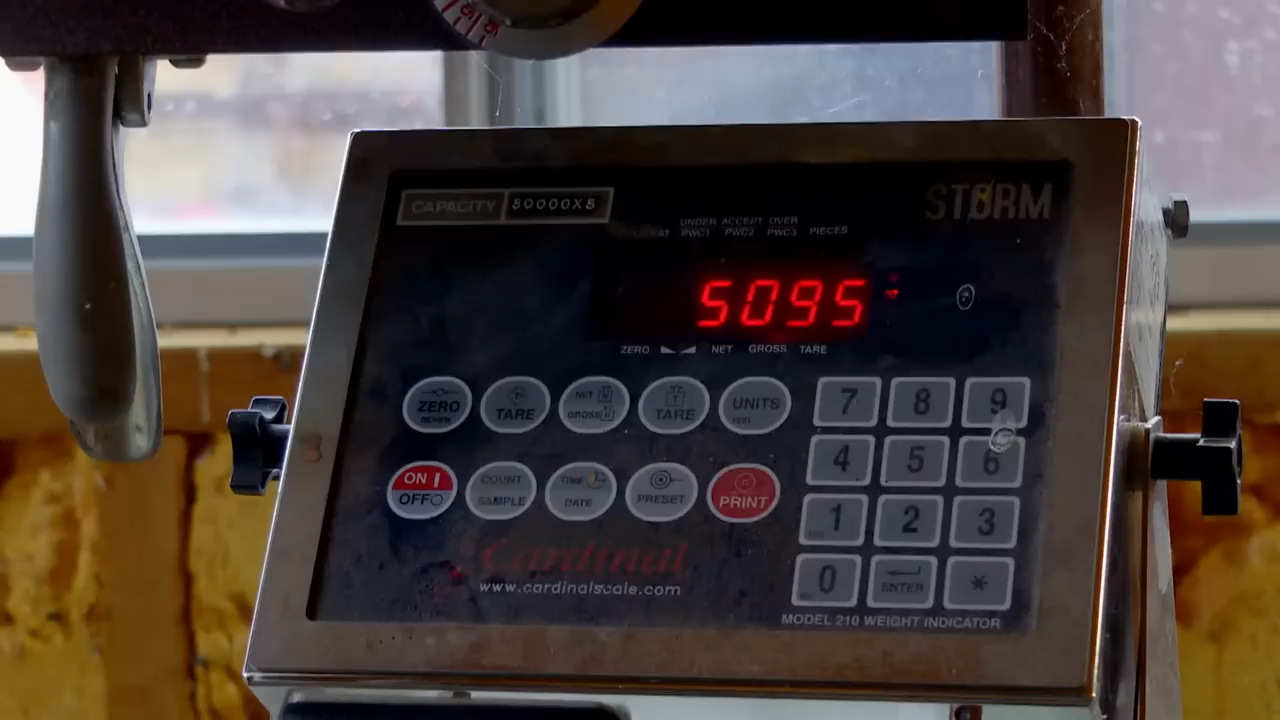 CAPACITY 50000X5
STORM
UNDER ACCEPT OVER
PWC1 PWC2 PWC3 PIECES
5095
ZERO NET GROSS TARE
ZERO TARE NET GROSS TARE UNITS
7 8 9
4 5 6
ON I OFF COUNT SAMPLE TIME DATE PRESET PRINT
1 2 3
0 ENTER *
Cardinal
www.cardinalscale.com
MODEL 210 WEIGHT INDICATOR